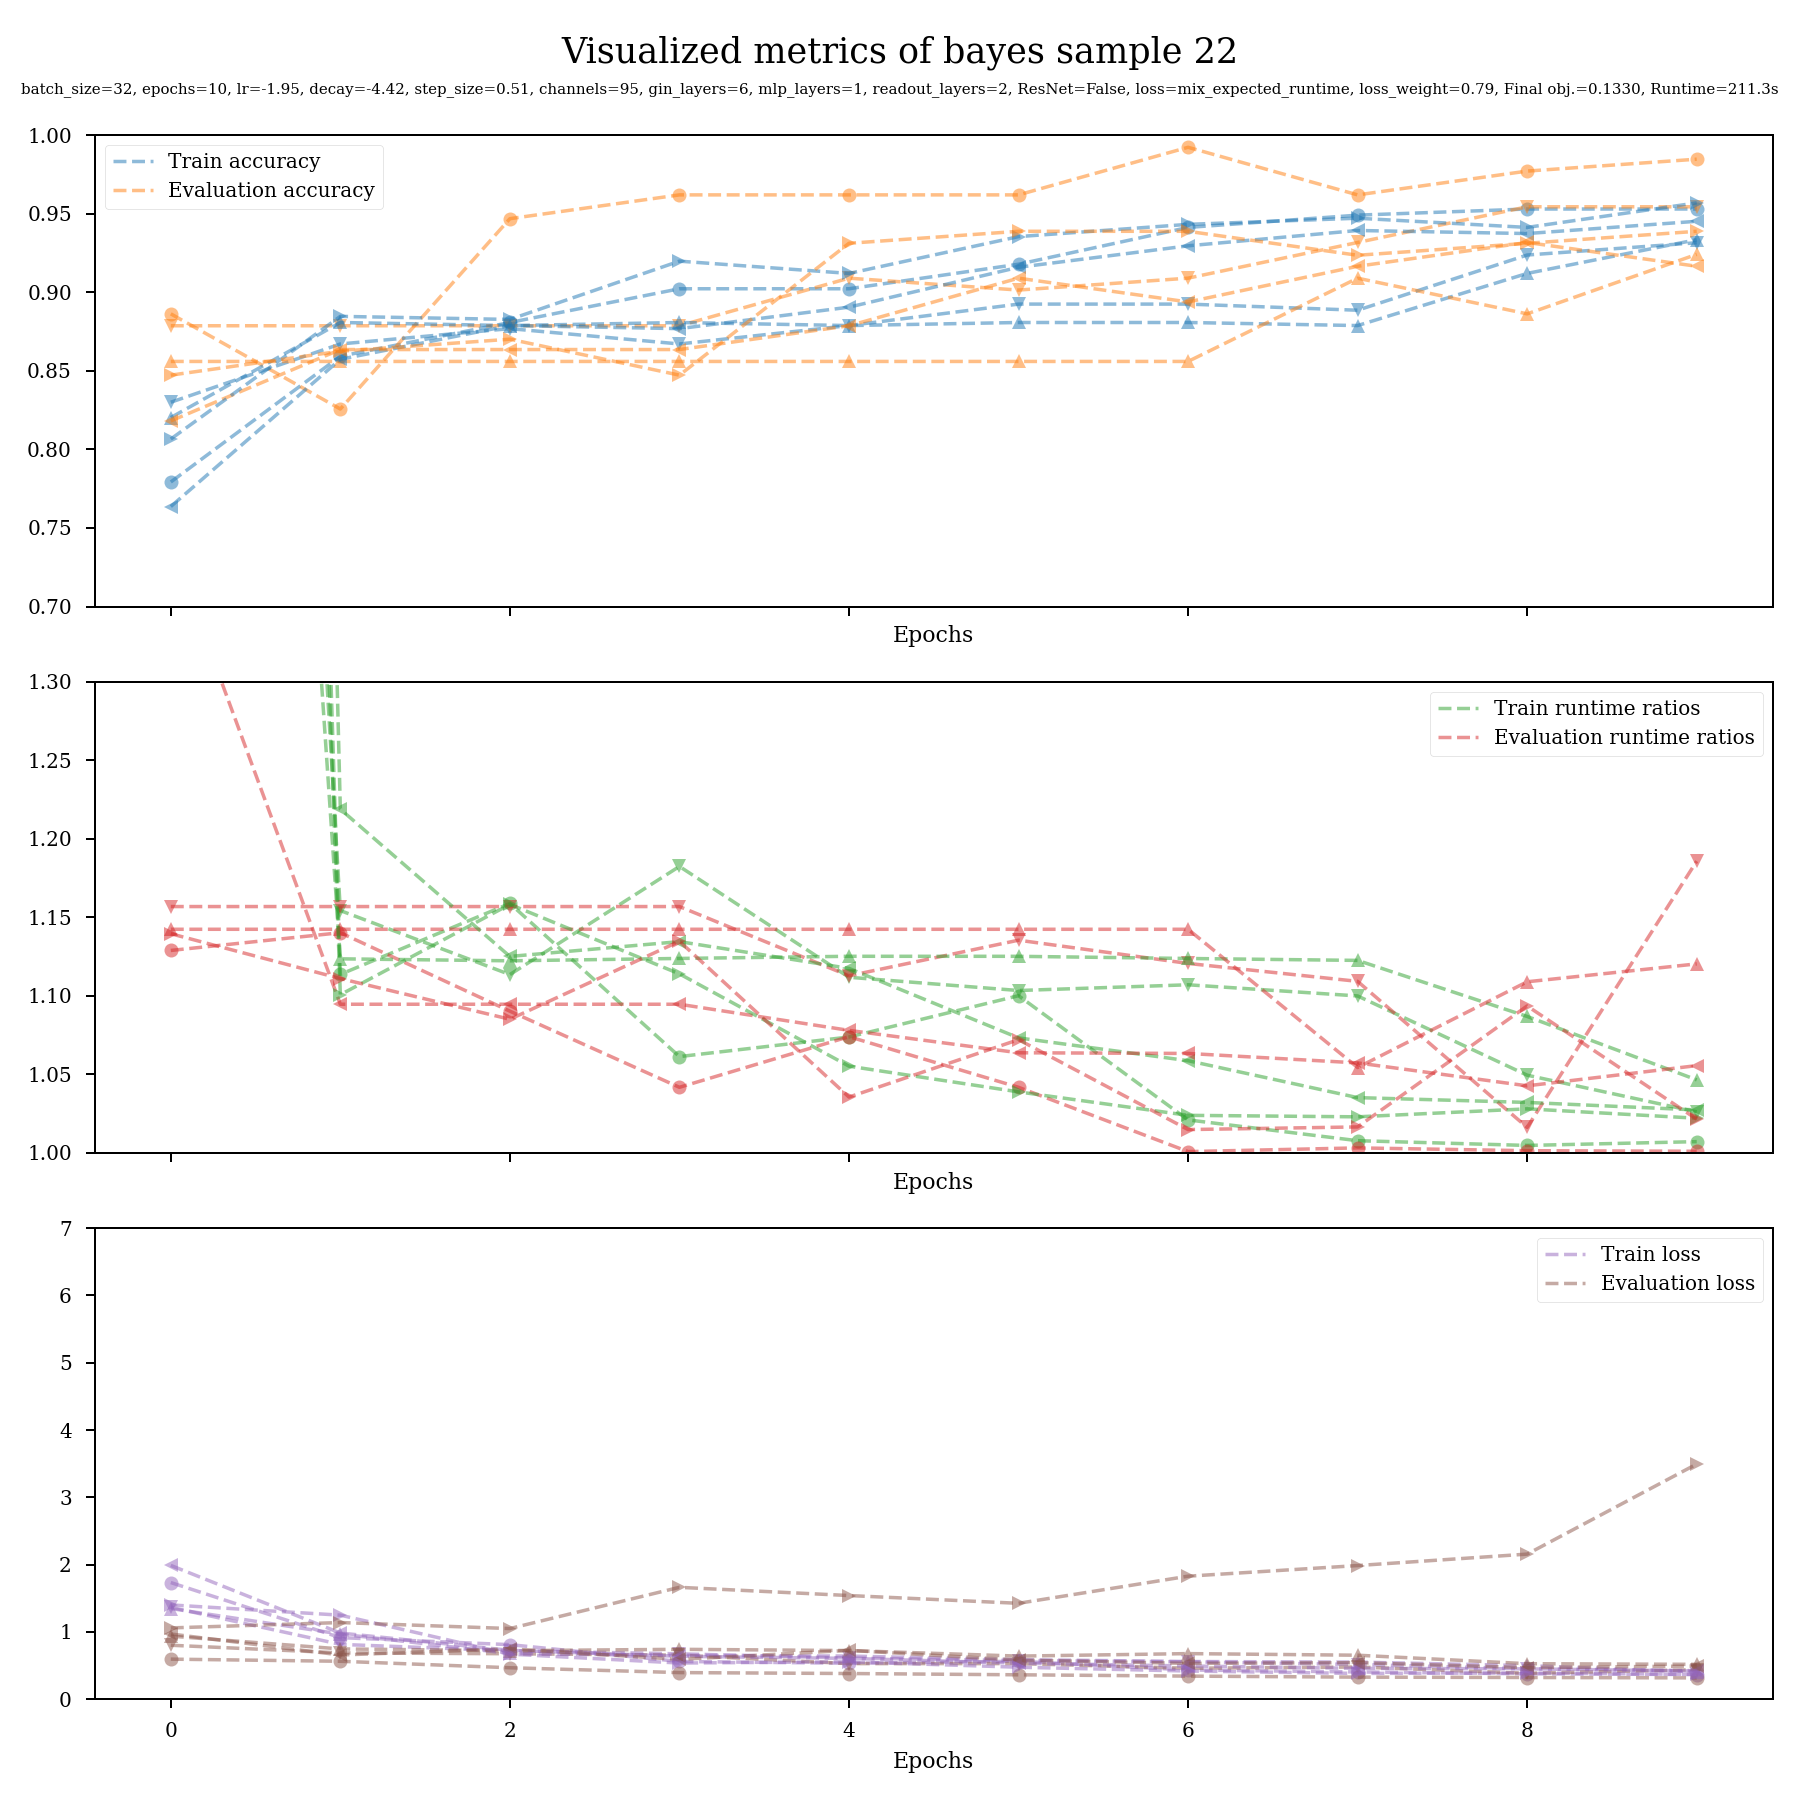 Visualized metrics of bayes sample 22
batch_size=32, epochs=10, lr=-1.95, decay=-4.42, step_size=0.51, channels=95, gin_layers=6, mlp_layers=1, readout_layers=2, ResNet=False, loss=mix_expected_runtime, loss_weight=0.79, Final obj.=0.1330, Runtime=211.3s
1.00
0.95
0.90
0.85
0.80
0.75
0.70
Train accuracy
Evaluation accuracy
Epochs
1.30
1.25
1.20
1.15
1.10
1.05
1.00
Train runtime ratios
Evaluation runtime ratios
Epochs
7
6
5
4
3
2
1
0
Train loss
Evaluation loss
0 2 4 6 8
Epochs